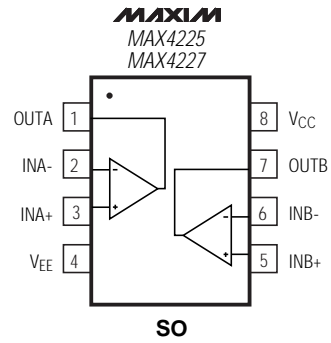 MAXIM
MAX4225
MAX4227
OUTA 1
INA- 2
INA+ 3
VEE 4
8 VCC
7 OUTB
6 INB-
5 INB+
-
+
-
+
SO